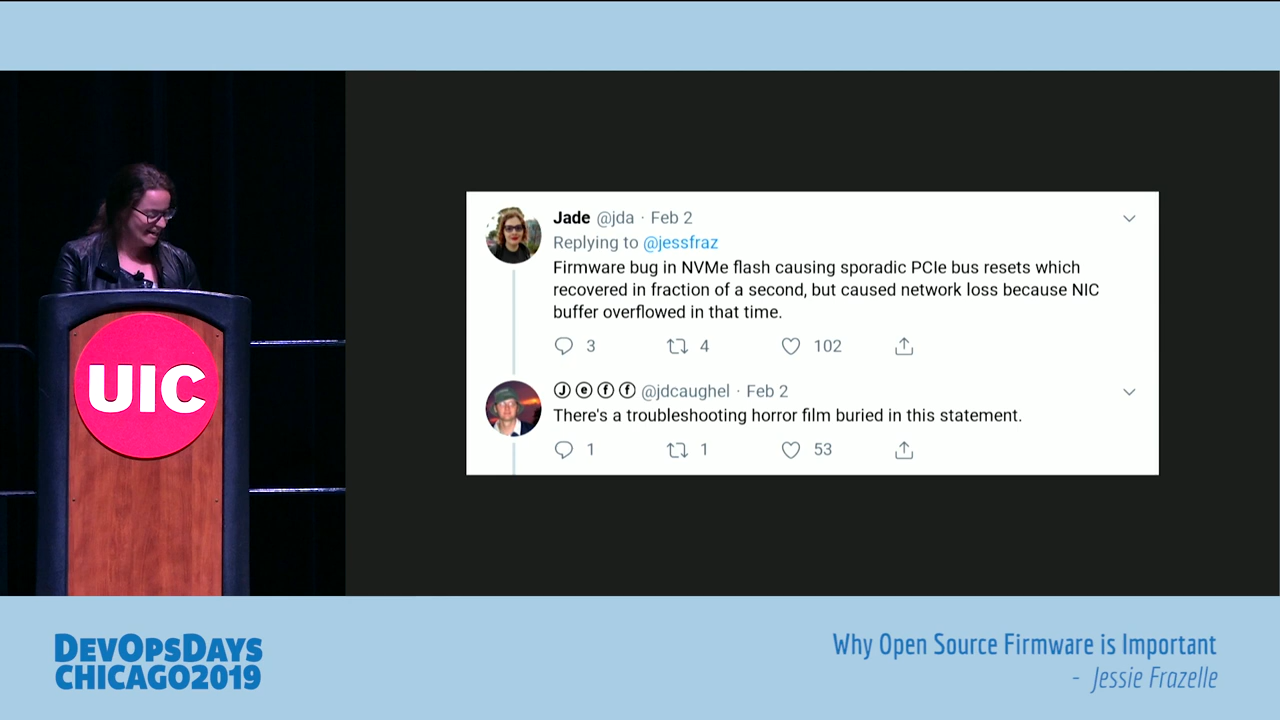 Jade @jda · Feb 2
Replying to @jessfraz
Firmware bug in NVMe flash causing sporadic PCIe bus resets which
recovered in fraction of a second, but caused network loss because NIC
buffer overflowed in that time.
3 4 102
Ⓙⓔⓕⓕ @jdcaughel · Feb 2
There's a troubleshooting horror film buried in this statement.
1 1 53
UIC
DEVOPSDAYS
CHICAGO2019
Why Open Source Firmware is Important
- Jessie Frazelle